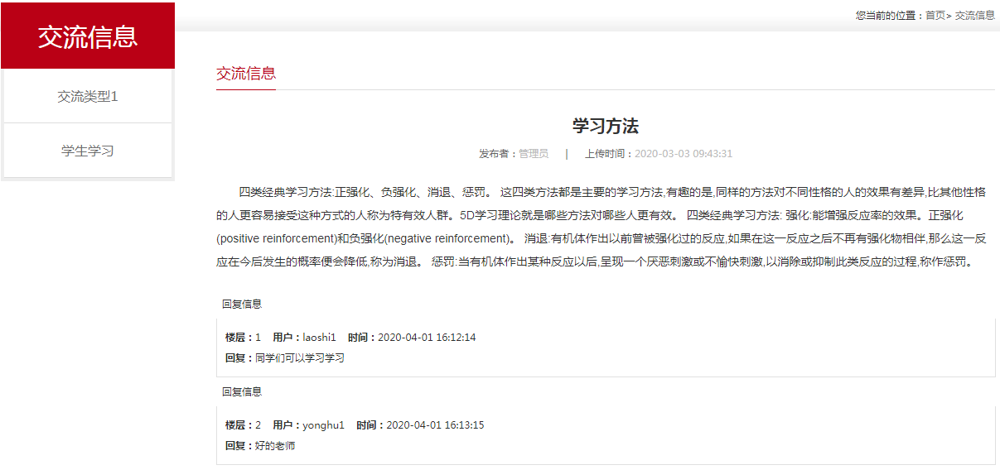 交流信息
您当前的位置：首页> 交流信息
交流类型1
学生学习
交流信息
学习方法
发布者：管理员 | 上传时间：2020-03-03 09:43:31
四类经典学习方法:正强化、负强化、消退、惩罚。 这四类方法都是主要的学习方法,有趣的是,同样的方法对不同性格的人的效果有差异,比其他性格
的人更容易接受这种方式的人称为特有效人群。5D学习理论就是哪些方法对哪些人更有效。 四类经典学习方法: 强化:能增强反应率的效果。正强化
(positive reinforcement)和负强化(negative reinforcement)。 消退:有机体作出以前曾被强化过的反应,如果在这一反应之后不再有强化物相伴,那么这一反
应在今后发生的概率便会降低,称为消退。 惩罚:当有机体作出某种反应以后,呈现一个厌恶刺激或不愉快刺激,以消除或抑制此类反应的过程,称作惩罚。
回复信息
楼层：1 用户：laoshi1 时间：2020-04-01 16:12:14
回复：同学们可以学习学习
回复信息
楼层：2 用户：yonghu1 时间：2020-04-01 16:13:15
回复：好的老师